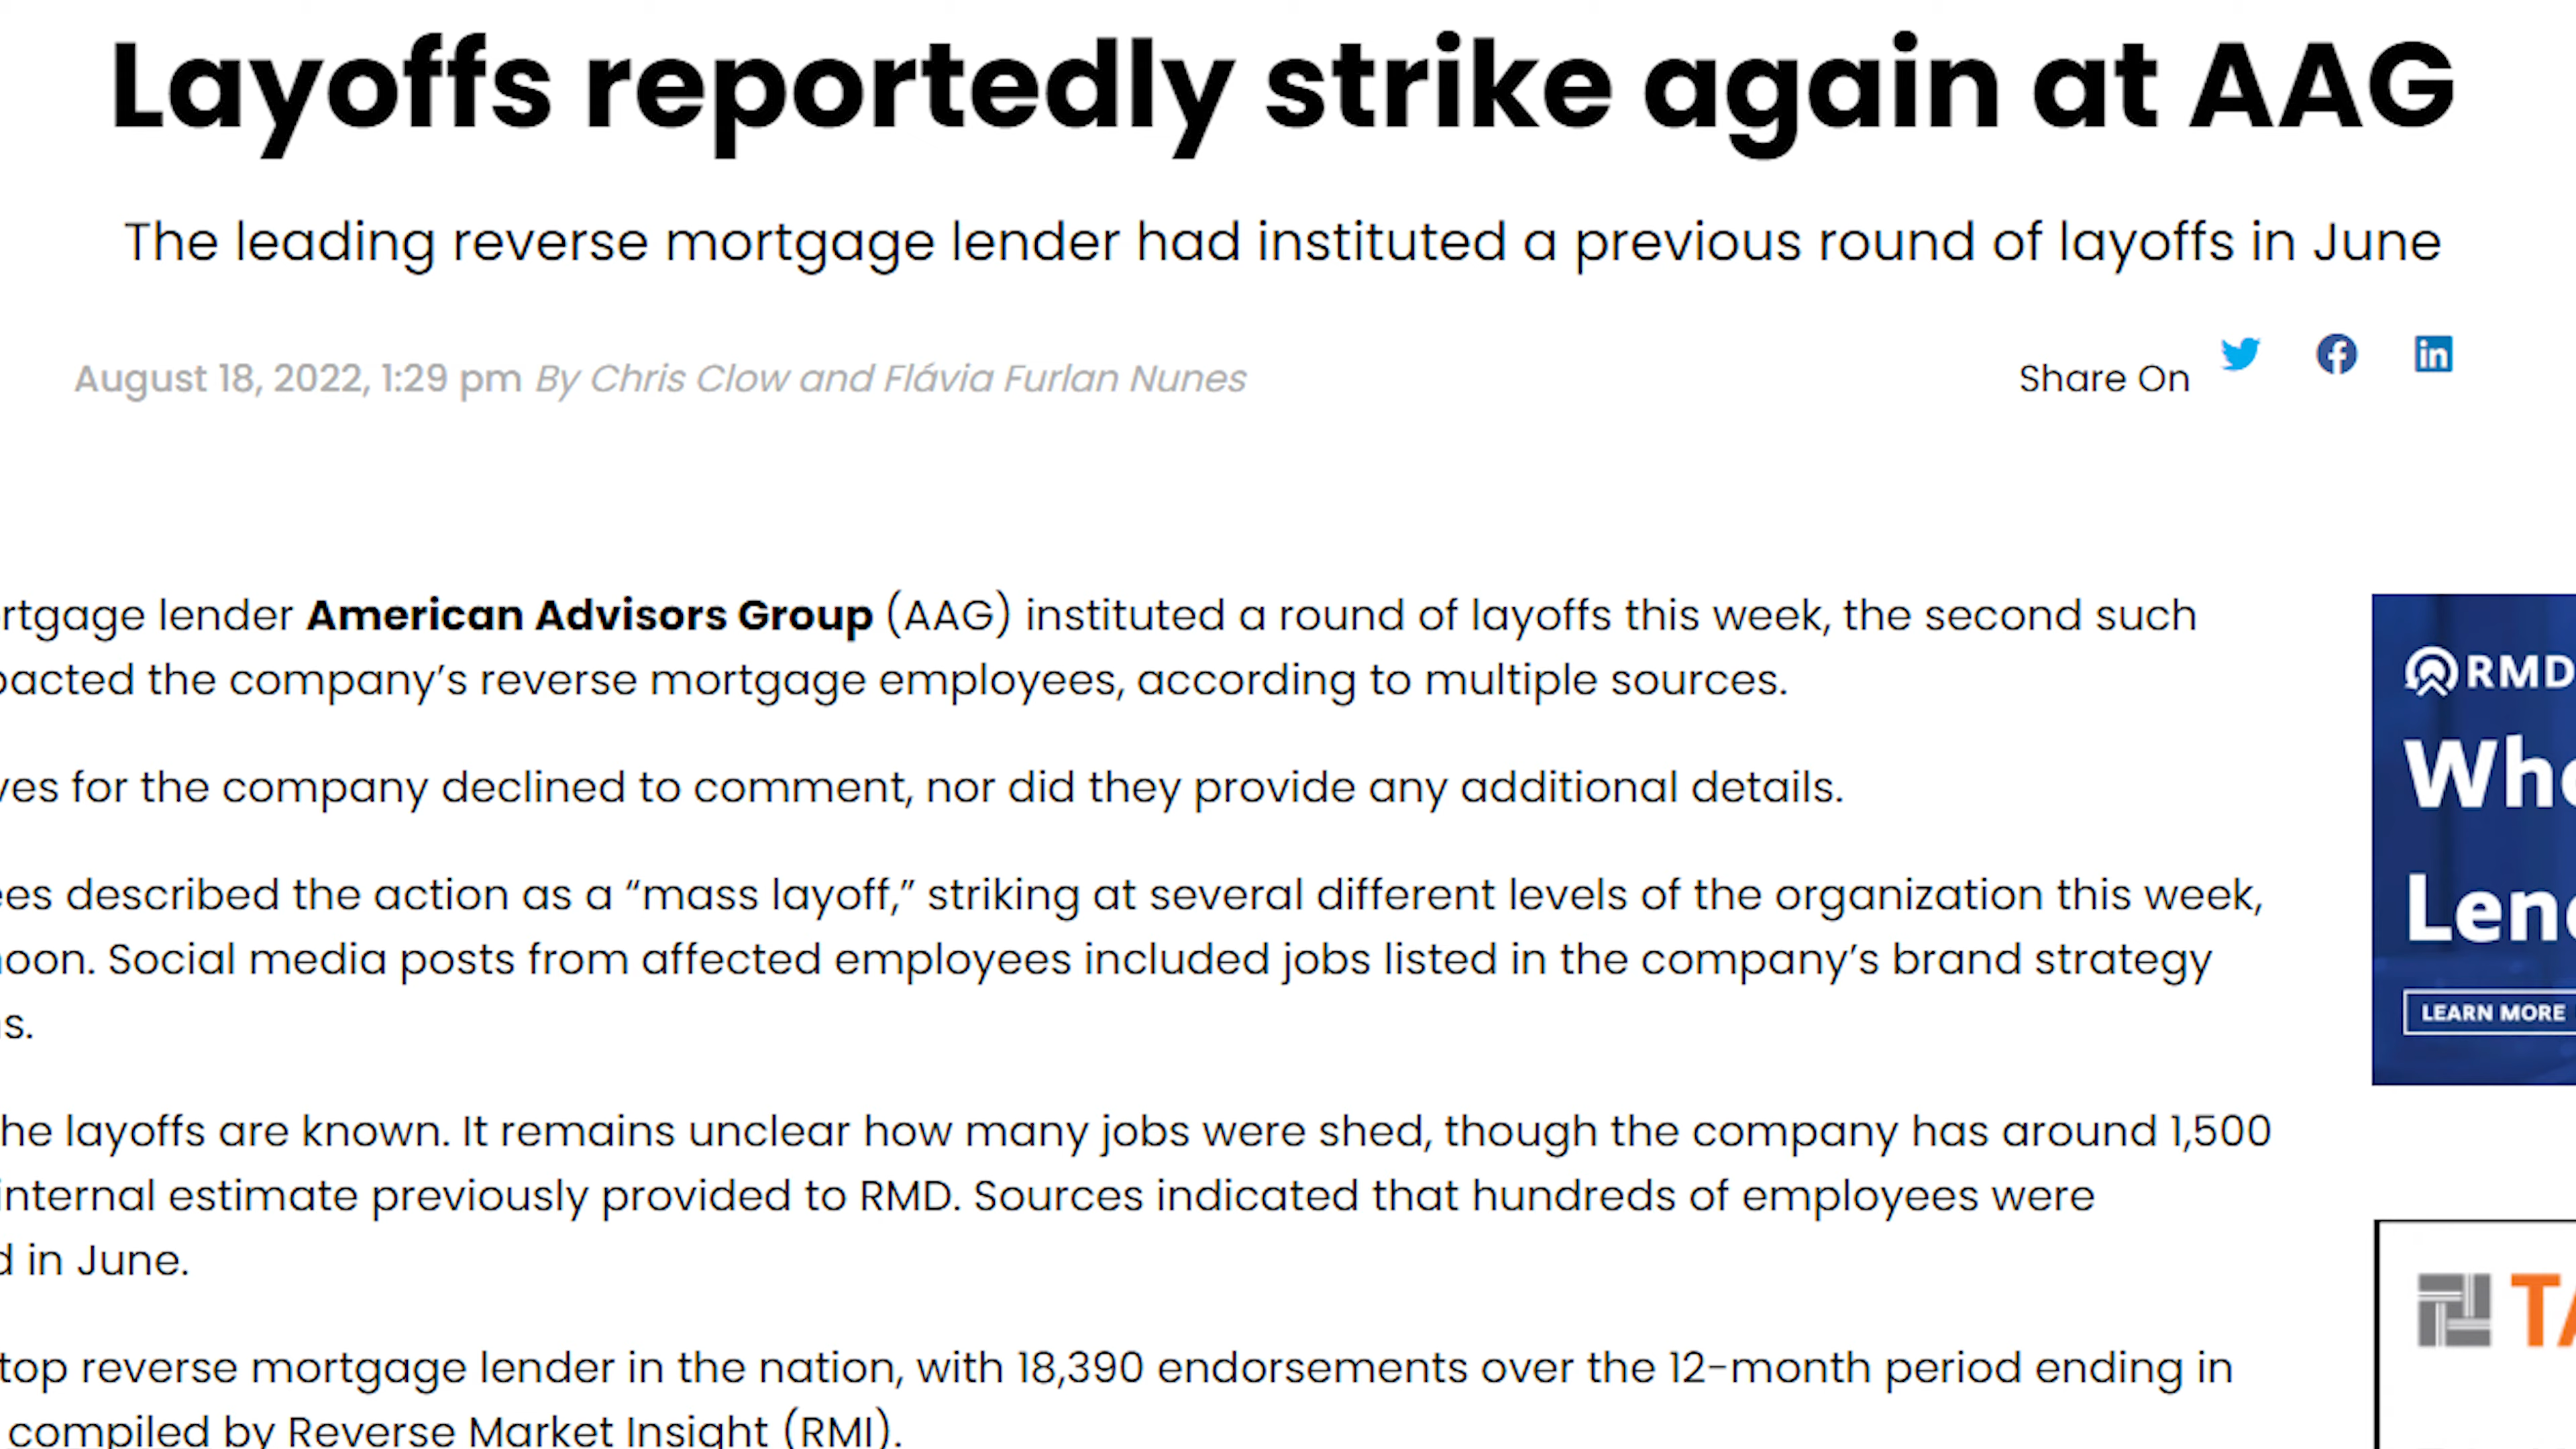 Layoffs reportedly strike again at AAG
The leading reverse mortgage lender had instituted a previous round of layoffs in June
August 18, 2022, 1:29 pm By Chris Clow and Flávia Furlan Nunes
Share On
rtgage lender American Advisors Group (AAG) instituted a round of layoffs this week, the second such
pacted the company's reverse mortgage employees, according to multiple sources.
ves for the company declined to comment, nor did they provide any additional details.
ees described the action as a “mass layoff,” striking at several different levels of the organization this week,
noon. Social media posts from affected employees included jobs listed in the company's brand strategy
s.
he layoffs are known. It remains unclear how many jobs were shed, though the company has around 1,500
internal estimate previously provided to RMD. Sources indicated that hundreds of employees were
d in June.
top reverse mortgage lender in the nation, with 18,390 endorsements over the 12-month period ending in
compiled by Reverse Market Insight (RMI).
RMD
Who
Lend
LEARN MORE
TA